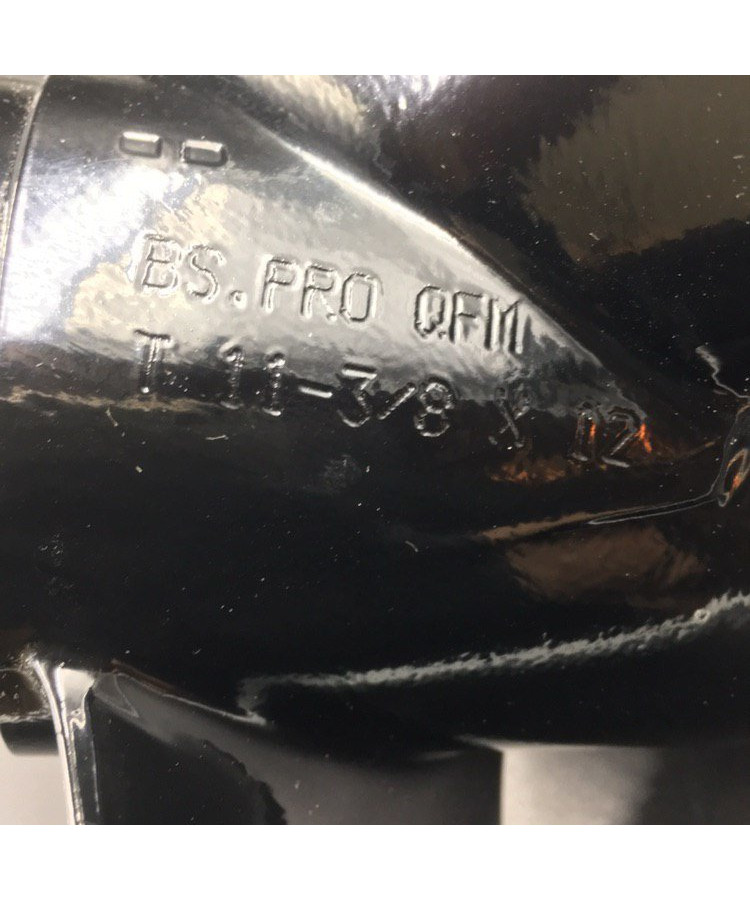 BS.PRO QFM
T 11-3/8 X 12